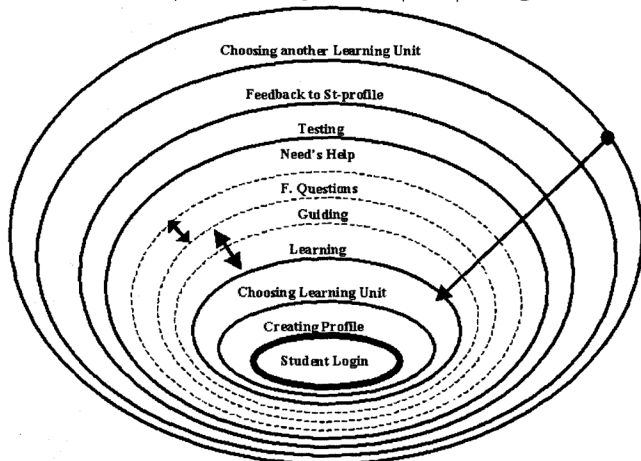 Choosing another Learning Unit
Feedback to St-profile
Testing
Need's Help
F. Questions
Guiding
Learning
Choosing Learning Unit
Creating Profile
Student Login